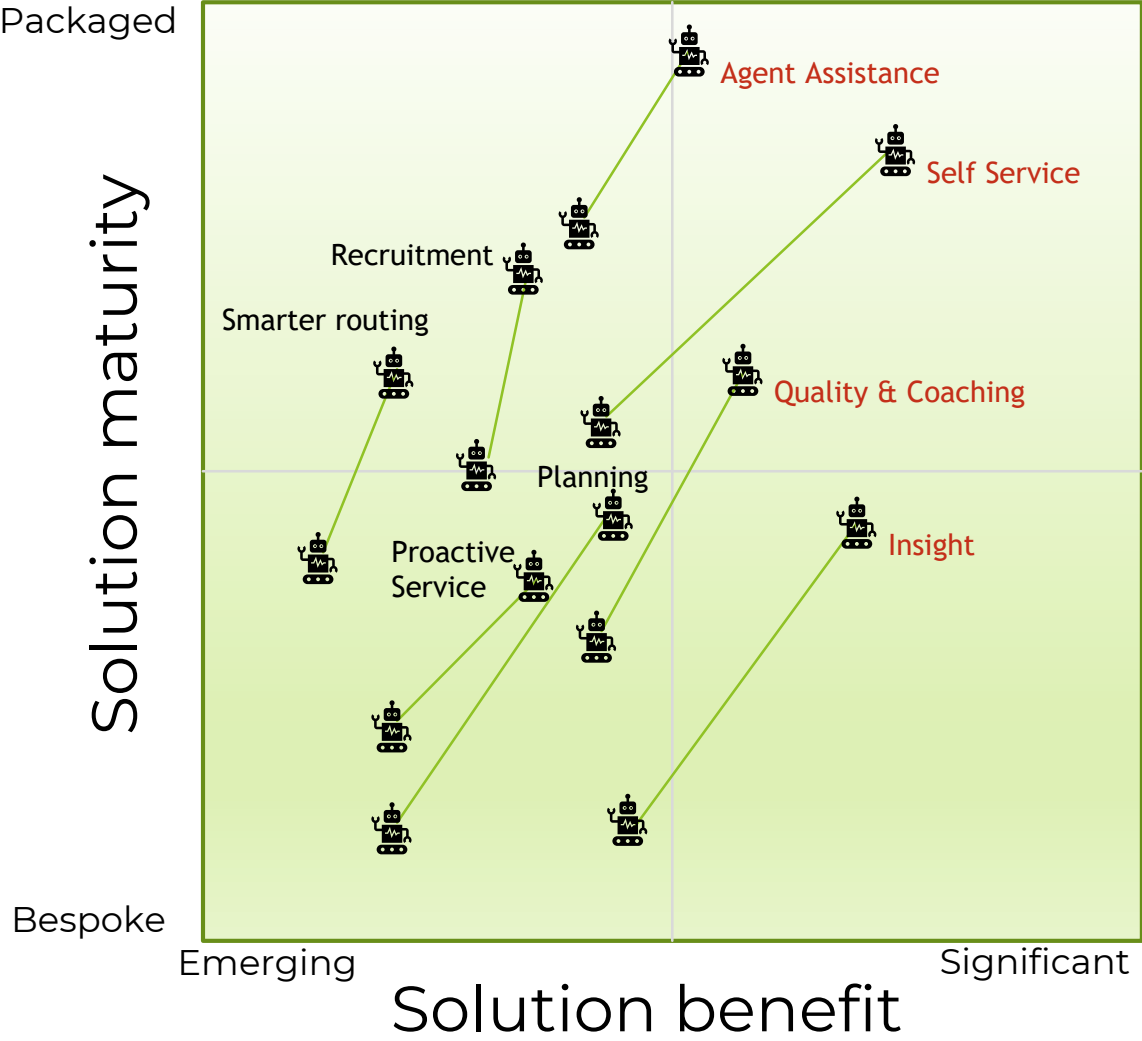 Packaged
Agent Assistance
Self Service
Recruitment
Smarter routing
Quality & Coaching
Planning
Insight
Proactive
Service
Solution maturity
Bespoke
Emerging
Significant
Solution benefit